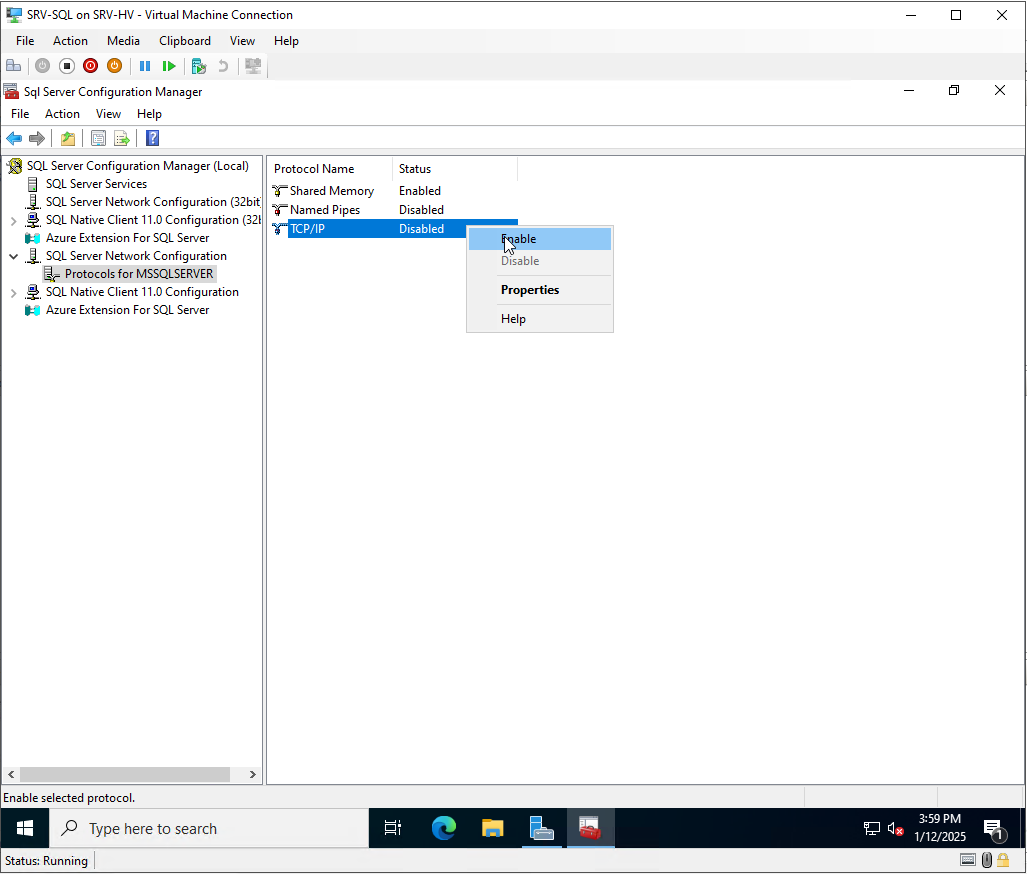 SRV-SQL on SRV-HV - Virtual Machine Connection
File Action Media Clipboard View Help
Sql Server Configuration Manager
File Action View Help
SQL Server Configuration Manager (Local)
SQL Server Services
SQL Server Network Configuration (32bit
SQL Native Client 11.0 Configuration (32l
Azure Extension For SQL Server
SQL Server Network Configuration
Protocols for MSSQLSERVER
SQL Native Client 11.0 Configuration
Azure Extension For SQL Server
Protocol Name Status
Shared Memory Enabled
Named Pipes Disabled
TCP/IP Disabled
Enable
Disable
Properties
Help
Enable selected protocol.
Type here to search
3:59 PM
1/12/2025
1
Status: Running